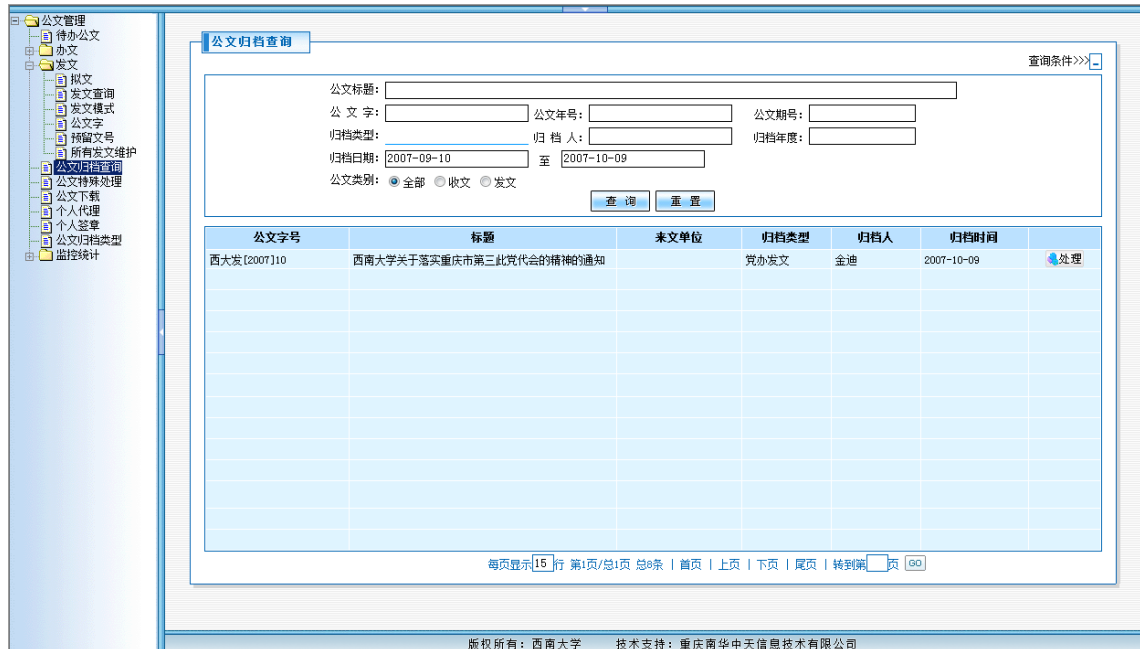 公文管理
待办公文
办文
发文
拟文
发文查询
发文模式
公文字
预留文号
所有发文维护
公文归档查询
公文特殊处理
公文下载
个人代理
个人签章
公文归档类型
监控统计
公文归档查询
查询条件>>>
公文标题：
公 文 字： 公文年号： 公文期号：
归档类型： 归 档 人： 归档年度：
归档日期： 2007-09-10 至 2007-10-09
公文类别： 全部 收文 发文
查 询 重 置
公文字号 标题 来文单位 归档类型 归档人 归档时间
西大发[2007]10 西南大学关于落实重庆市第三此党代会的精神的通知 党办发文 金迪 2007-10-09 处理
每页显示 15 行 第1页/总1页 总8条 | 首页 | 上页 | 下页 | 尾页 | 转到第 页 GO
版权所有：西南大学 技术支持：重庆南华中天信息技术有限公司